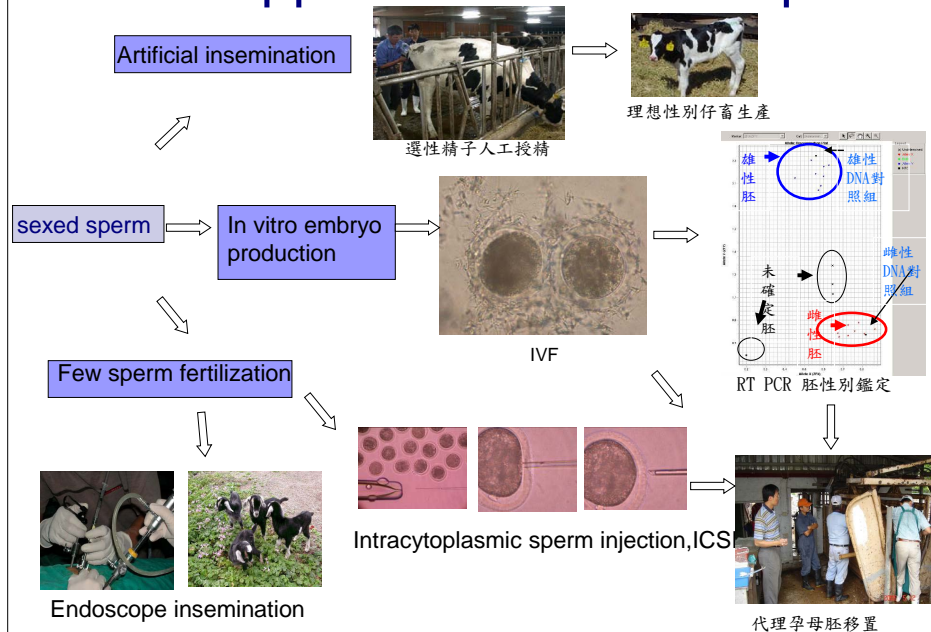 Artificial insemination
選性精子人工授精
理想性別仔畜生產
sexed sperm
In vitro embryo
production
IVF
雄
性
胚
雄性
DNA對
照組
雌性
DNA對
照組
未
確
定
胚
雌
性
胚
RT PCR 胚性別鑑定
Few sperm fertilization
Intracytoplasmic sperm injection,ICSI
Endoscope insemination
代理孕母胚移置